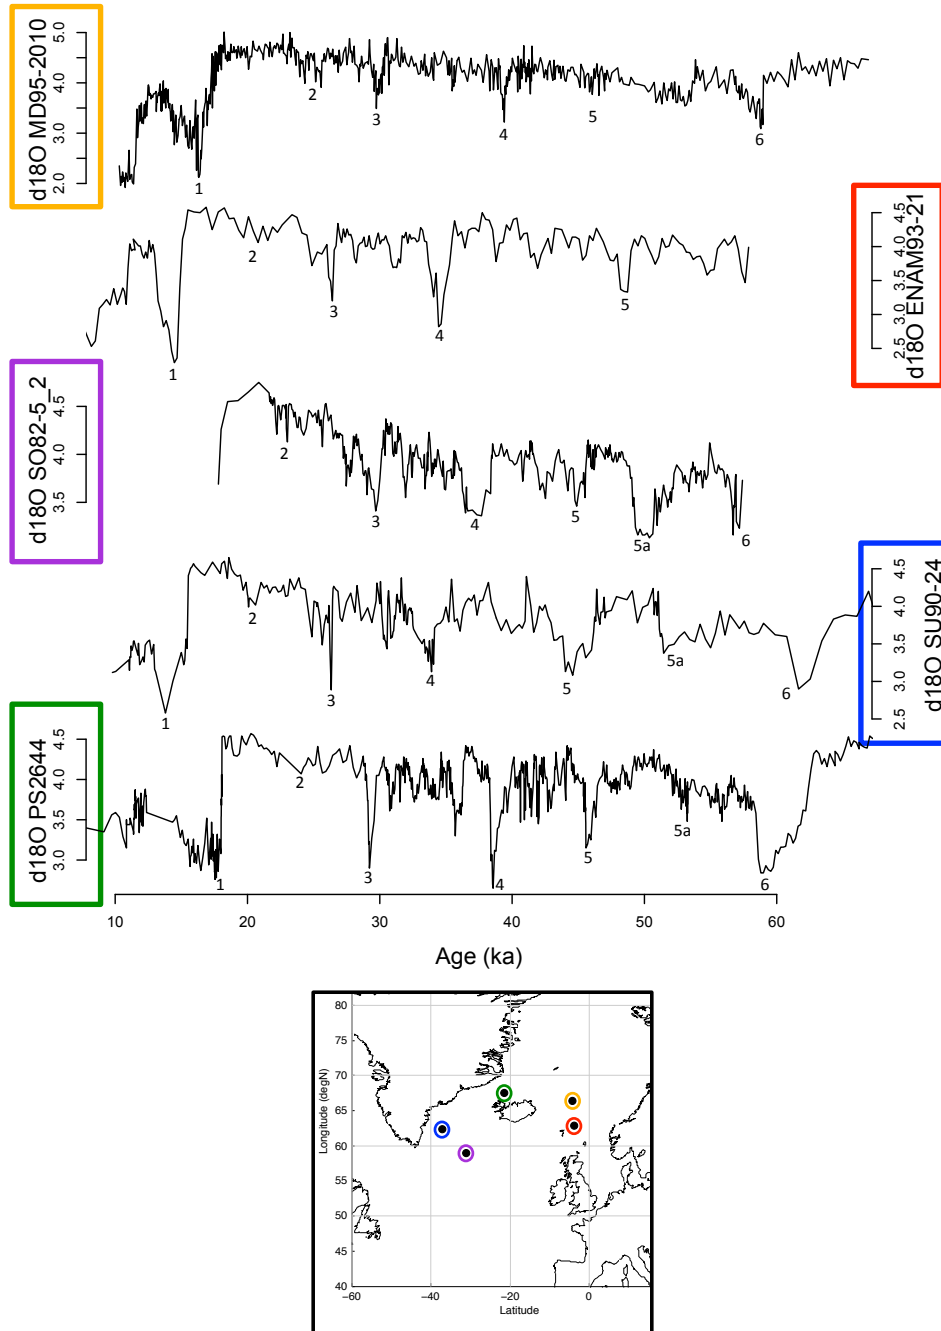 d18O MD95-2010
2.0 3.0 4.0 5.0
1 2 3 4 5 6
d18O ENAM93-21
2.5 3.0 3.5 4.0 4.5
1 2 3 4 5
d18O SO82-5_2
3.5 4.0 4.5
2 3 4 5 5a 6
d18O SU90-24
2.5 3.0 3.5 4.0 4.5
1 2 3 4 5 5a 6
d18O PS2644
3.0 3.5 4.0 4.5
1 2 3 4 5 5a 6
10 20 30 40 50 60
Age (ka)
Longitude (degN)
80
75
70
65
60
55
50
45
40
−60 −40 −20 0
Latitude